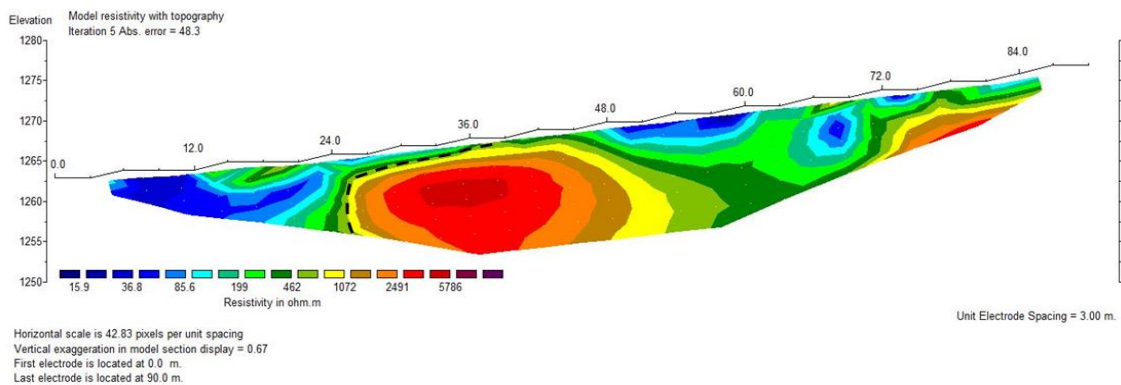 Model resistivity with topography
Elevation
Iteration 5 Abs. error = 48.3
1280
1275
1270
1265
1260
1255
1250
0.0
12.0
24.0
36.0
48.0
60.0
72.0
84.0
15.9 36.8 85.6 199 462 1072 2491 5786
Resistivity in ohm.m
Unit Electrode Spacing = 3.00 m.
Horizontal scale is 42.83 pixels per unit spacing
Vertical exaggeration in model section display = 0.67
First electrode is located at 0.0 m.
Last electrode is located at 90.0 m.